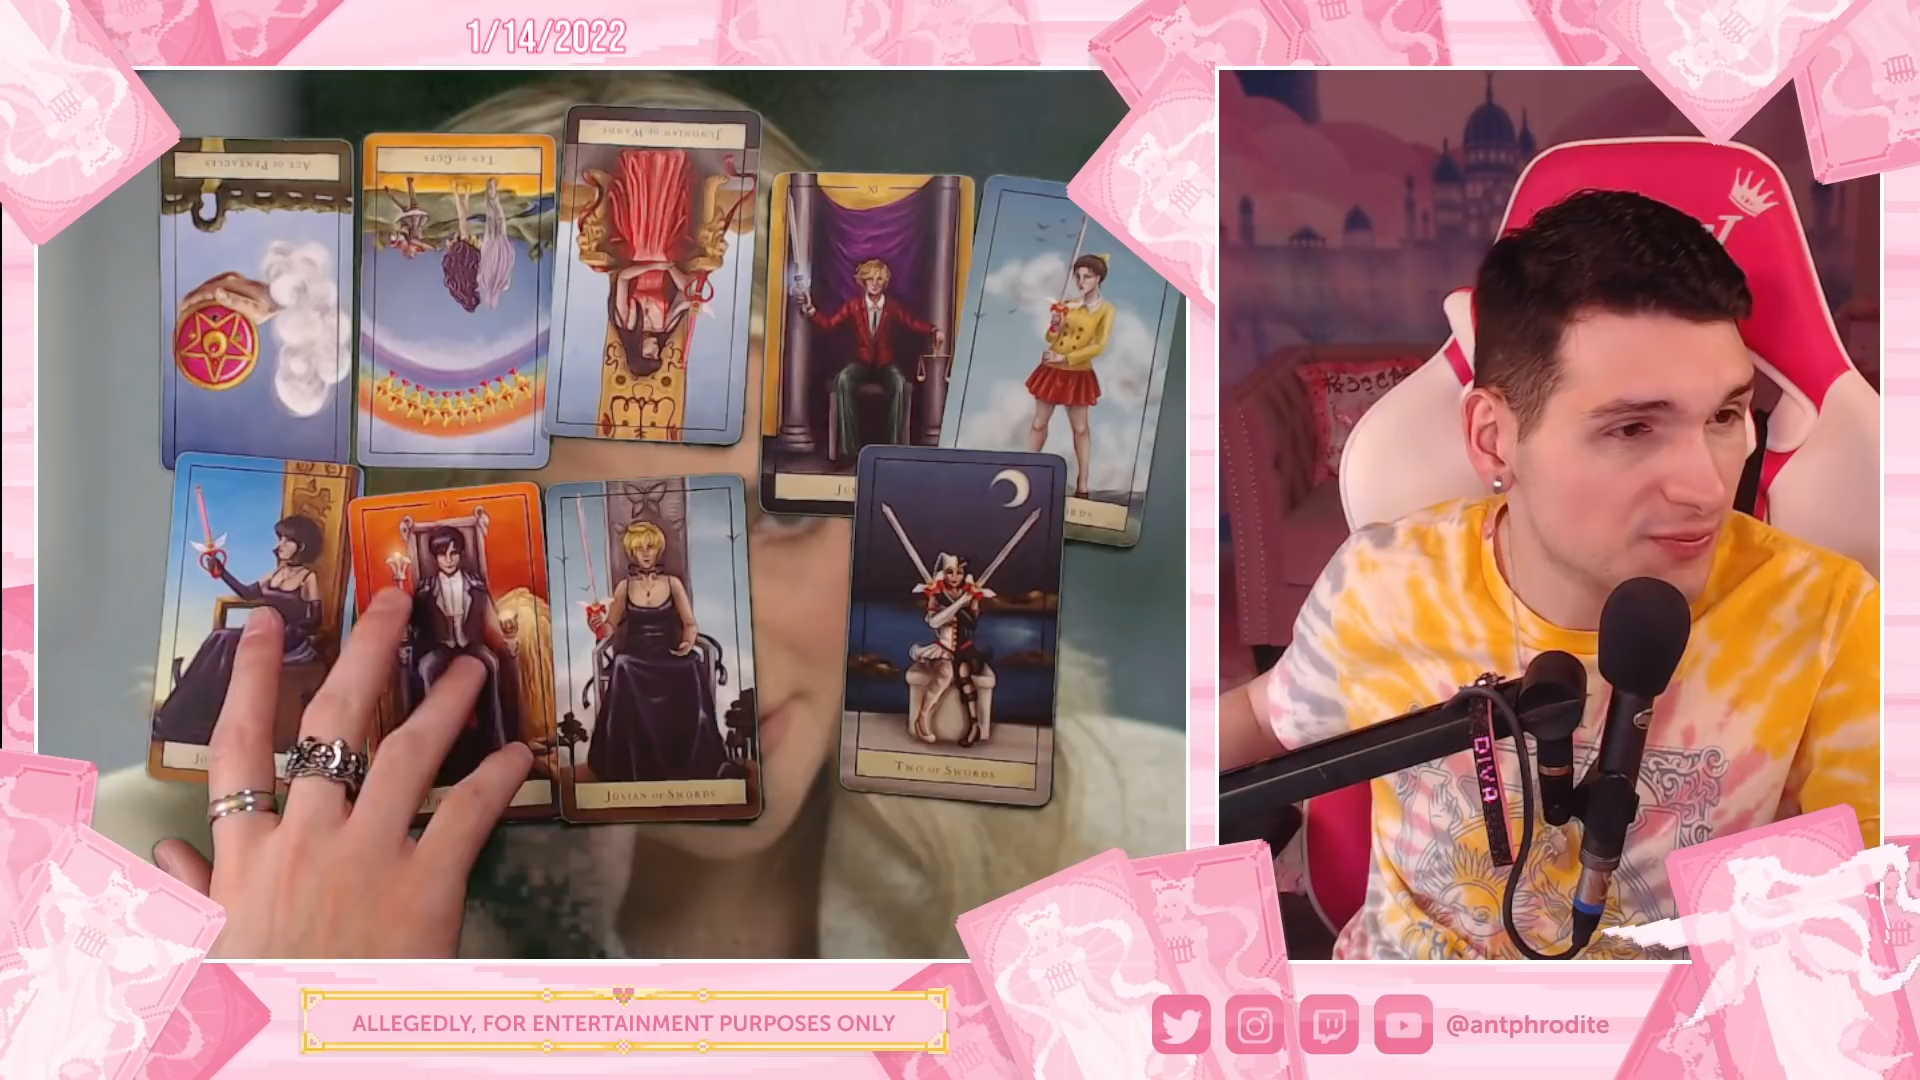 1/14/2022
ACE OF PENTACLES
TEN OF CUPS
JUNONIAN OF WANDS
XI
IV
JOVIAN OF SWORDS
TWO OF SWORDS
DIVA
ALLEGEDLY, FOR ENTERTAINMENT PURPOSES ONLY
@antphrodite